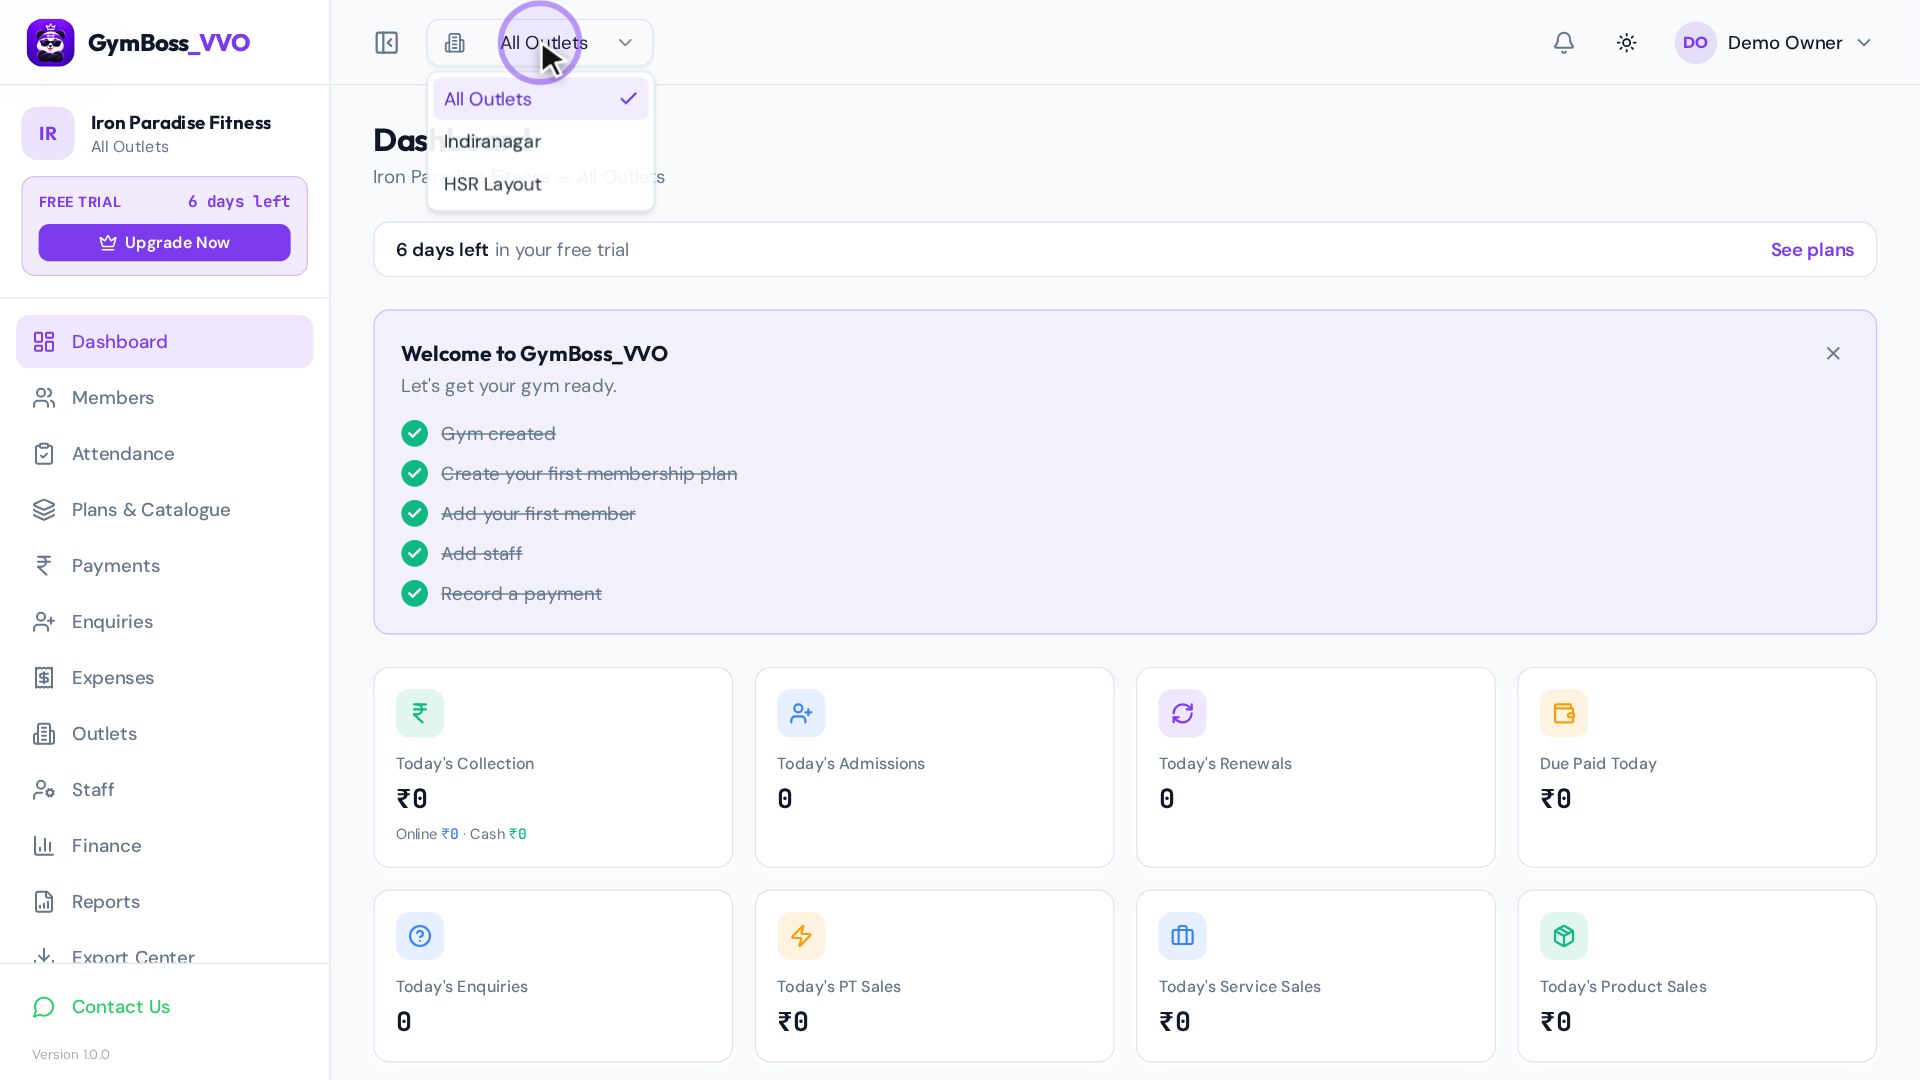 GymBoss_VVO
All Outlets
DO Demo Owner
All Outlets
Indiranagar
HSR Layout
IR
Iron Paradise Fitness
All Outlets
FREE TRIAL 6 days left
Upgrade Now
Dashboard
Members
Attendance
Plans & Catalogue
Payments
Enquiries
Expenses
Outlets
Staff
Finance
Reports
Export Center
Contact Us
Version 1.0.0
Dashboard
Iron Paradise Fitness — All Outlets
6 days left in your free trial See plans
Welcome to GymBoss_VVO
Let's get your gym ready.
Gym created
Create your first membership plan
Add your first member
Add staff
Record a payment
Today's Collection
₹0
Online ₹0 · Cash ₹0
Today's Admissions
0
Today's Renewals
0
Due Paid Today
₹0
Today's Enquiries
0
Today's PT Sales
₹0
Today's Service Sales
₹0
Today's Product Sales
₹0